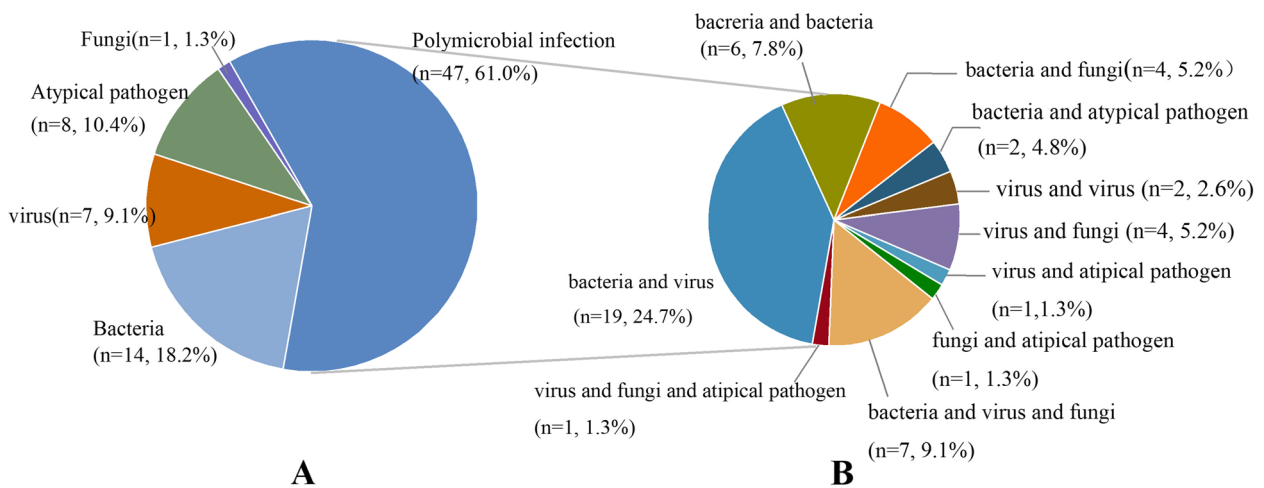 Fungi(n=1, 1.3%)
Polymicrobial infection
(n=47, 61.0%)
Atypical pathogen
(n=8, 10.4%)
virus(n=7, 9.1%)
Bacteria
(n=14, 18.2%)
A
bacreria and bacteria
(n=6, 7.8%)
bacteria and fungi(n=4, 5.2%)
bacteria and atypical pathogen
(n=2, 4.8%)
virus and virus (n=2, 2.6%)
virus and fungi (n=4, 5.2%)
virus and atipical pathogen
(n=1,1.3%)
fungi and atipical pathogen
(n=1, 1.3%)
bacteria and virus and fungi
(n=7, 9.1%)
virus and fungi and atipical pathogen
(n=1, 1.3%)
bacteria and virus
(n=19, 24.7%)
B